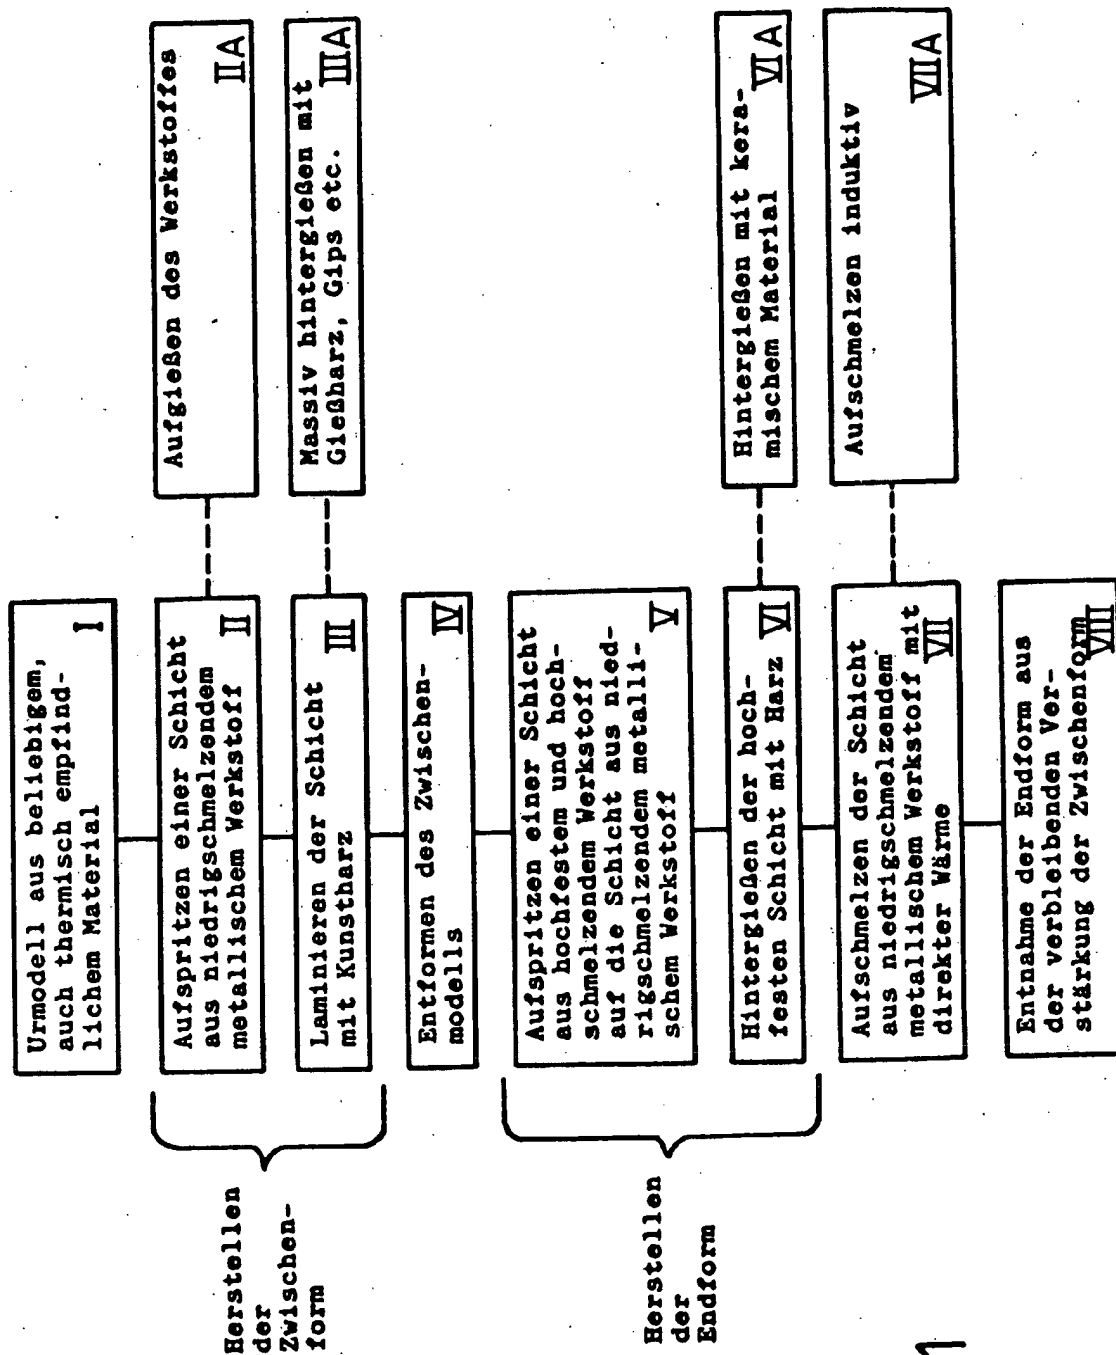 Urmodell aus beliebigem,
auch thermisch empfind-
lichem Material
I
Herstellen
der
Zwischen-
form
Aufspritzen einer Schicht
aus niedrigschmelzendem
metallischem Werkstoff
II
Aufgießen des Werkstoffes
IIA
Laminieren der Schicht
mit Kunstharz
III
Massiv hintergießen mit
Gießharz, Gips etc.
IIIA
Entformen des Zwischen-
modells
IV
Herstellen
der
Endform
Aufspritzen einer Schicht
aus hochfestem und hoch-
schmelzendem Werkstoff
auf die Schicht aus nied-
rigschmelzendem metalli-
schem Werkstoff
V
Hintergießen der hoch-
festen Schicht mit Harz
VI
Hintergießen mit kera-
mischem Material
VIA
Aufschmelzen der Schicht
aus niedrigschmelzendem
metallischem Werkstoff mit
direkter Wärme
VII
Aufschmelzen induktiv
VIIA
Entnahme der Endform aus
der verbleibenden Ver-
stärkung der Zwischenform
VIII
1